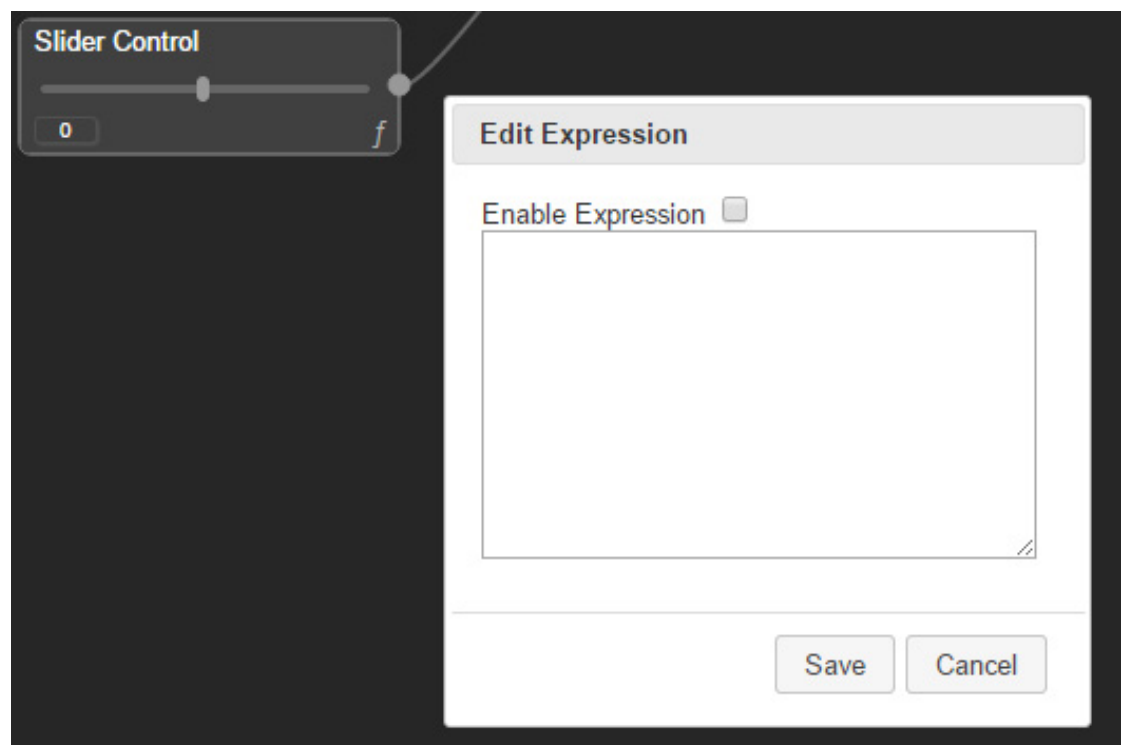 Slider Control
0
ƒ
Edit Expression
Enable Expression
Save
Cancel